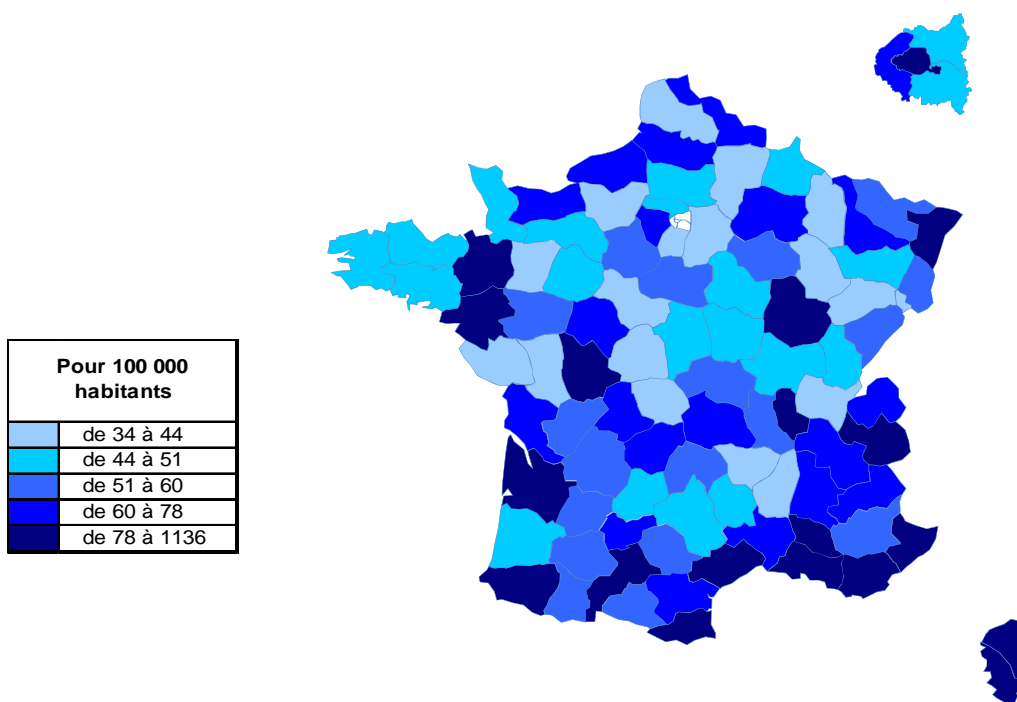 Pour 100 000
habitants
de 34 à 44
de 44 à 51
de 51 à 60
de 60 à 78
de 78 à 1136